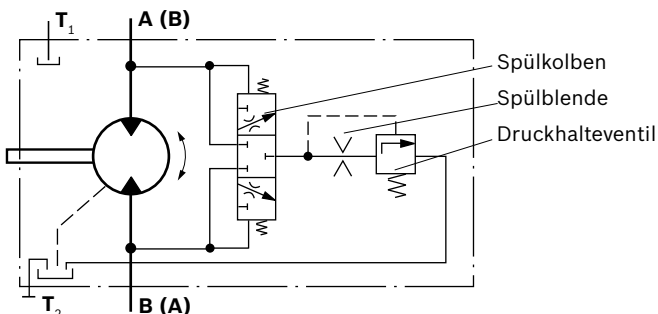 T1
A (B)
Spülkolben
Spülblende
Druckhalteventil
T2
B (A)